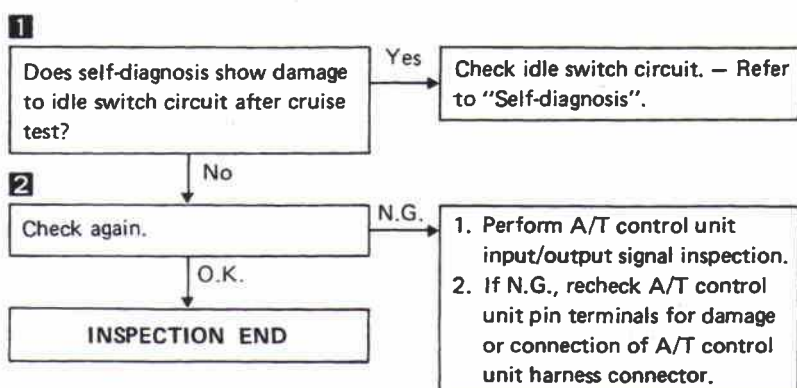 1
Does self-diagnosis show damage
to idle switch circuit after cruise
test?
Yes
Check idle switch circuit. — Refer
to "Self-diagnosis".
No
2
Check again.
N.G.
1. Perform A/T control unit
input/output signal inspection.
2. If N.G., recheck A/T control
unit pin terminals for damage
or connection of A/T control
unit harness connector.
O.K.
INSPECTION END